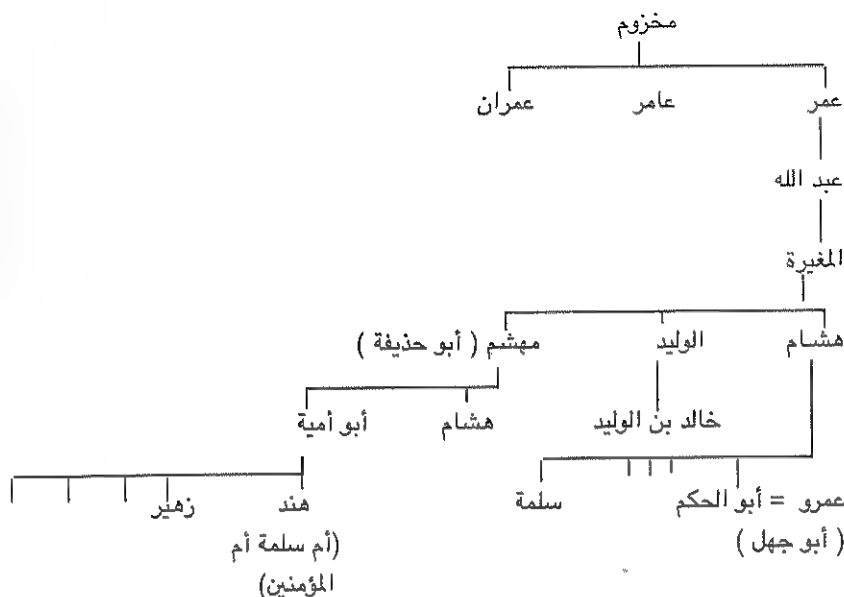 مخزوم
عمر عامر عمران
عبد الله
المغيرة
هشام الوليد مهشم ( أبو حذيفة )
خالد بن الوليد هشام أبو أمية
عمرو = أبو الحكم سلمة هند زهير
( أبو جهل ) (أم سلمة أم
المؤمنين)